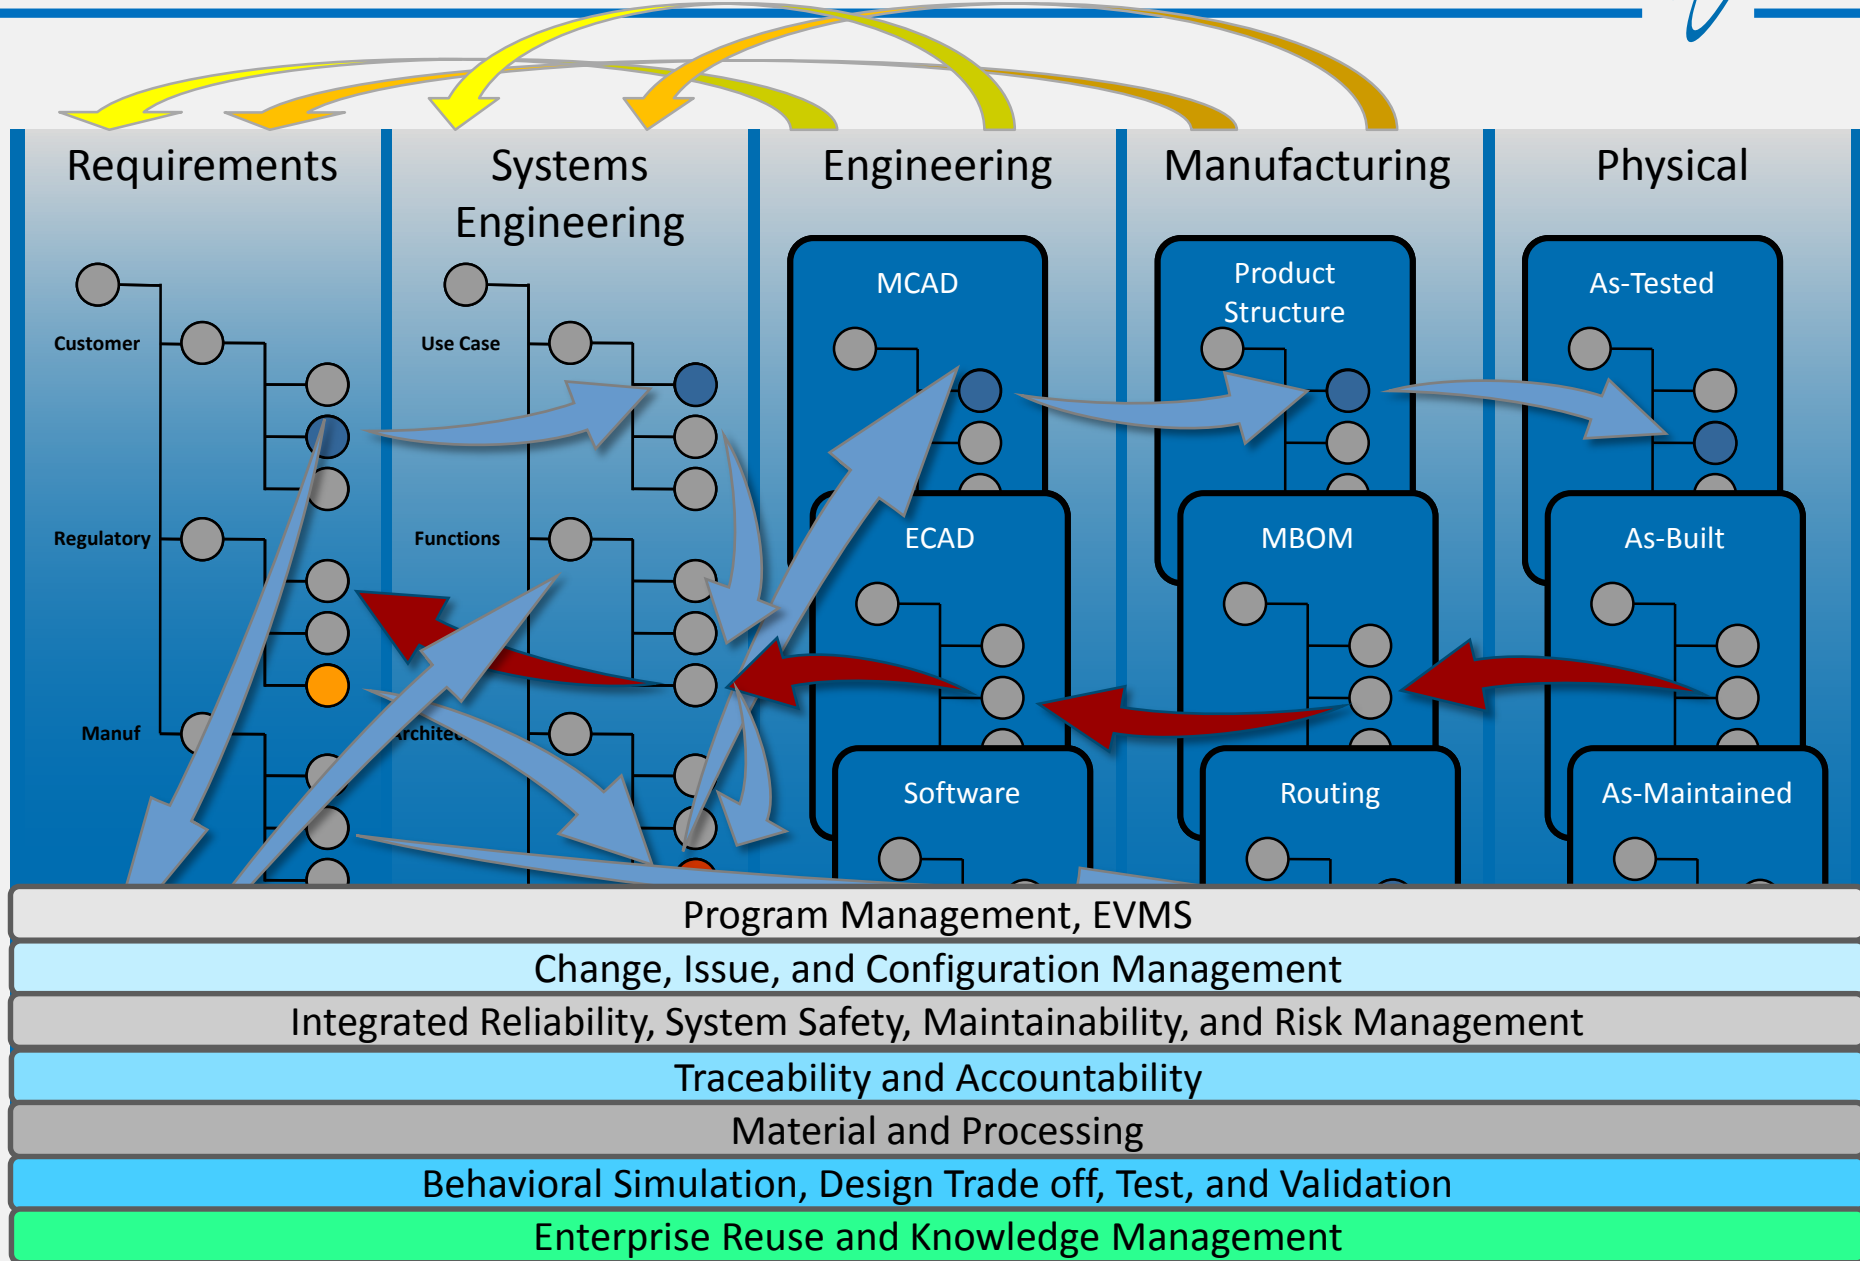 Requirements
Systems
Engineering
Engineering
Manufacturing
Physical
Customer
Regulatory
Manuf
Use Case
Functions
MCAD
ECAD
Software
Product
Structure
MBOM
Routing
As-Tested
As-Built
As-Maintained
Program Management, EVMS
Change, Issue, and Configuration Management
Integrated Reliability, System Safety, Maintainability, and Risk Management
Traceability and Accountability
Material and Processing
Behavioral Simulation, Design Trade off, Test, and Validation
Enterprise Reuse and Knowledge Management